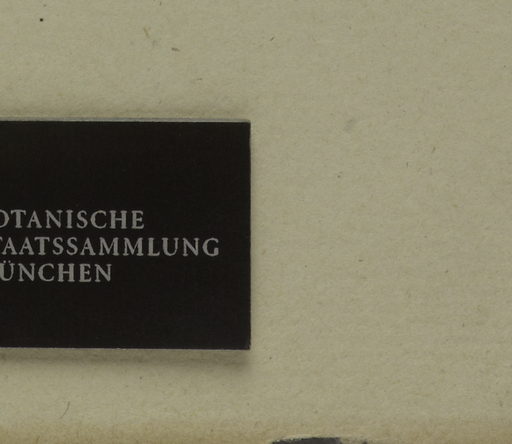 OTANISCHE
TAATSSAMMLUNG
ÜNCHEN